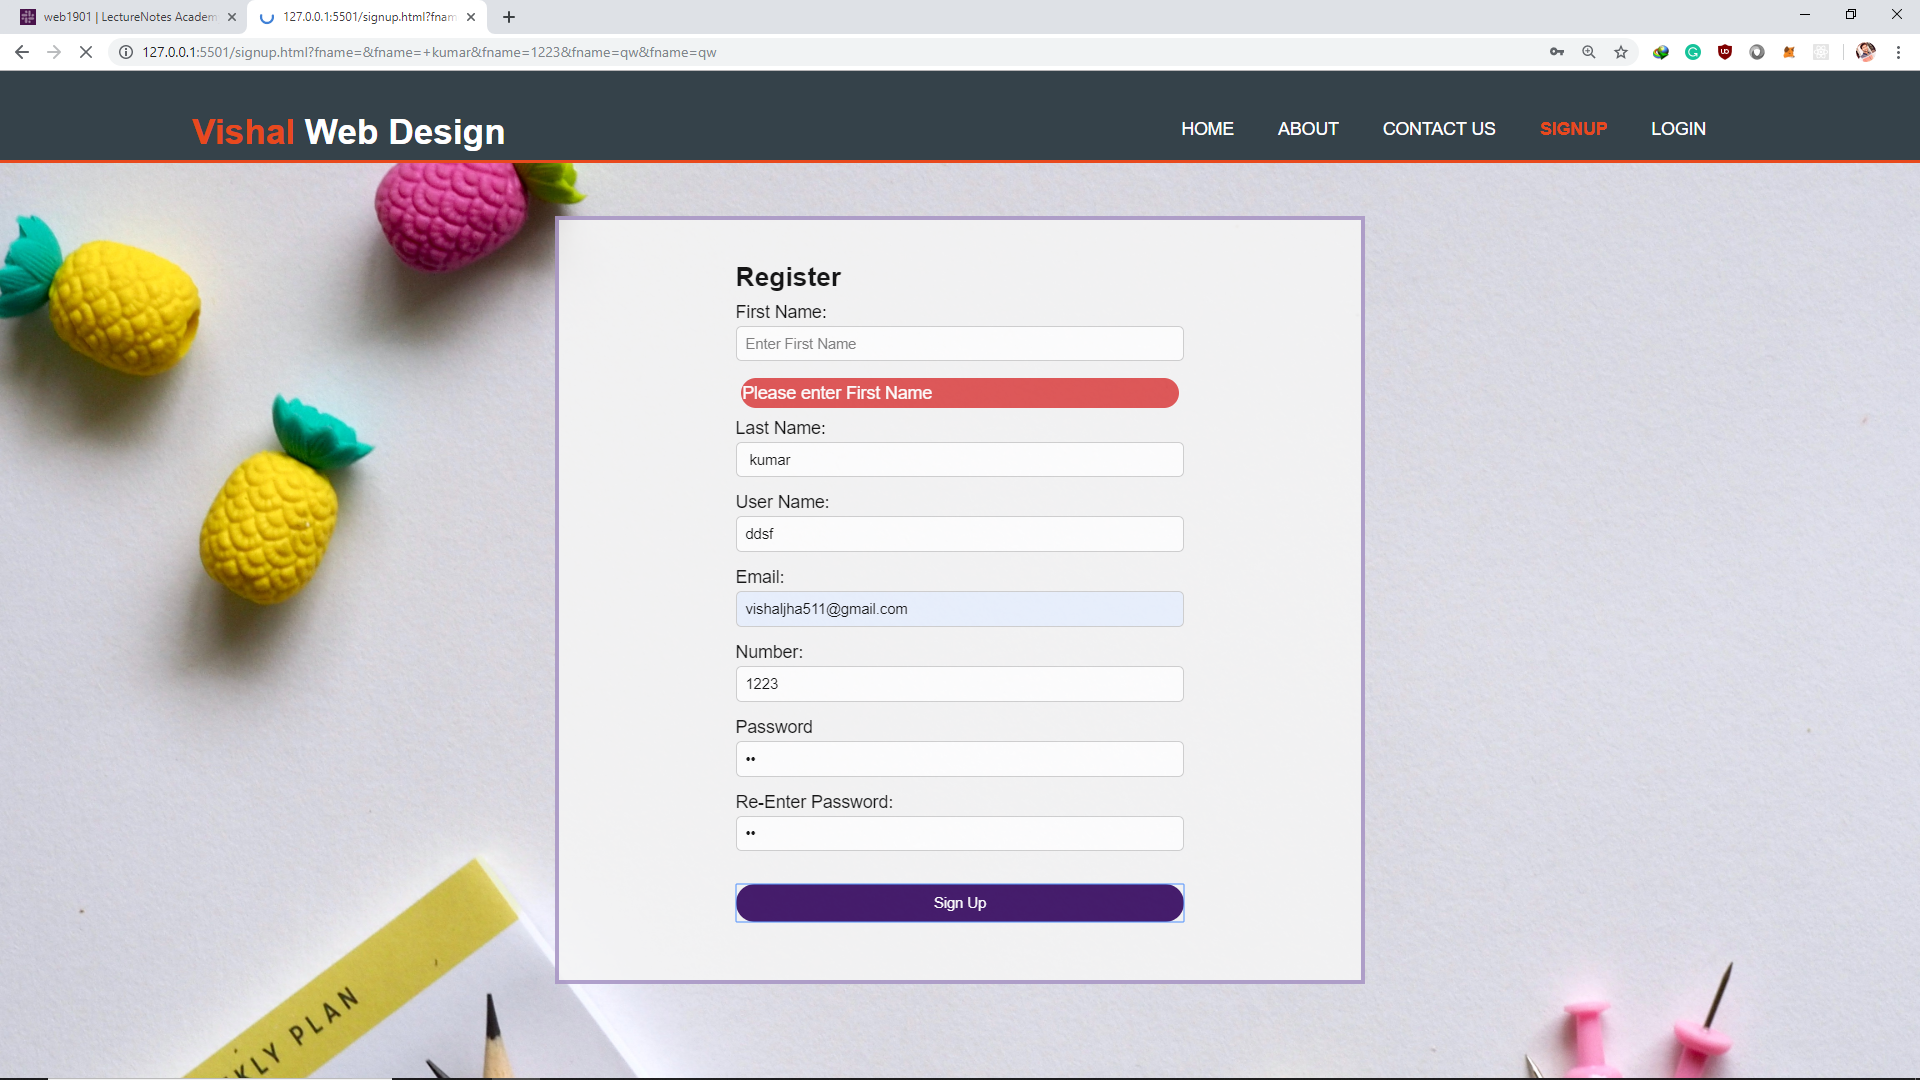 web1901 | LectureNotes Academ
127.0.0.1:5501/signup.html?fnam
127.0.0.1:5501/signup.html?fname=&fname=+kumar&fname=1223&fname=qw&fname=qw
Vishal Web Design
HOME
ABOUT
CONTACT US
SIGNUP
LOGIN
Register
First Name:
Enter First Name
Please enter First Name
Last Name:
kumar
User Name:
ddsf
Email:
vishaljha511@gmail.com
Number:
1223
Password
••
Re-Enter Password:
••
Sign Up
KLY PLAN